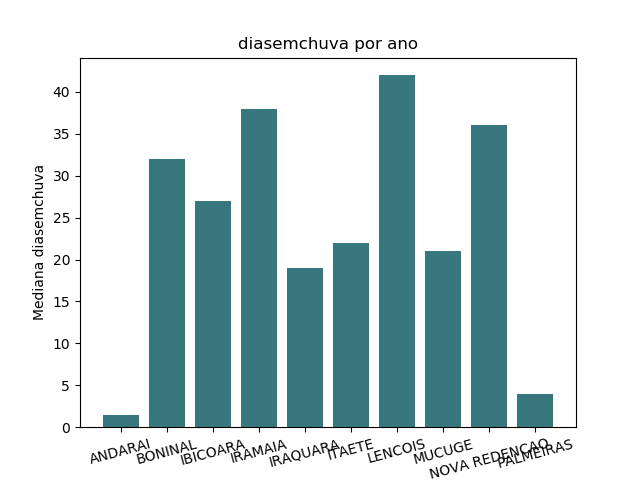 diasemchuva por ano
Mediana diasemchuva
40
35
30
25
20
15
10
5
0
ANDARAI
BONINAL
IBICOARA
IRAMAIA
IRAQUARA
ITAETE
LENCOIS
MUCUGE
NOVA REDENÇAO
PALMEIRAS